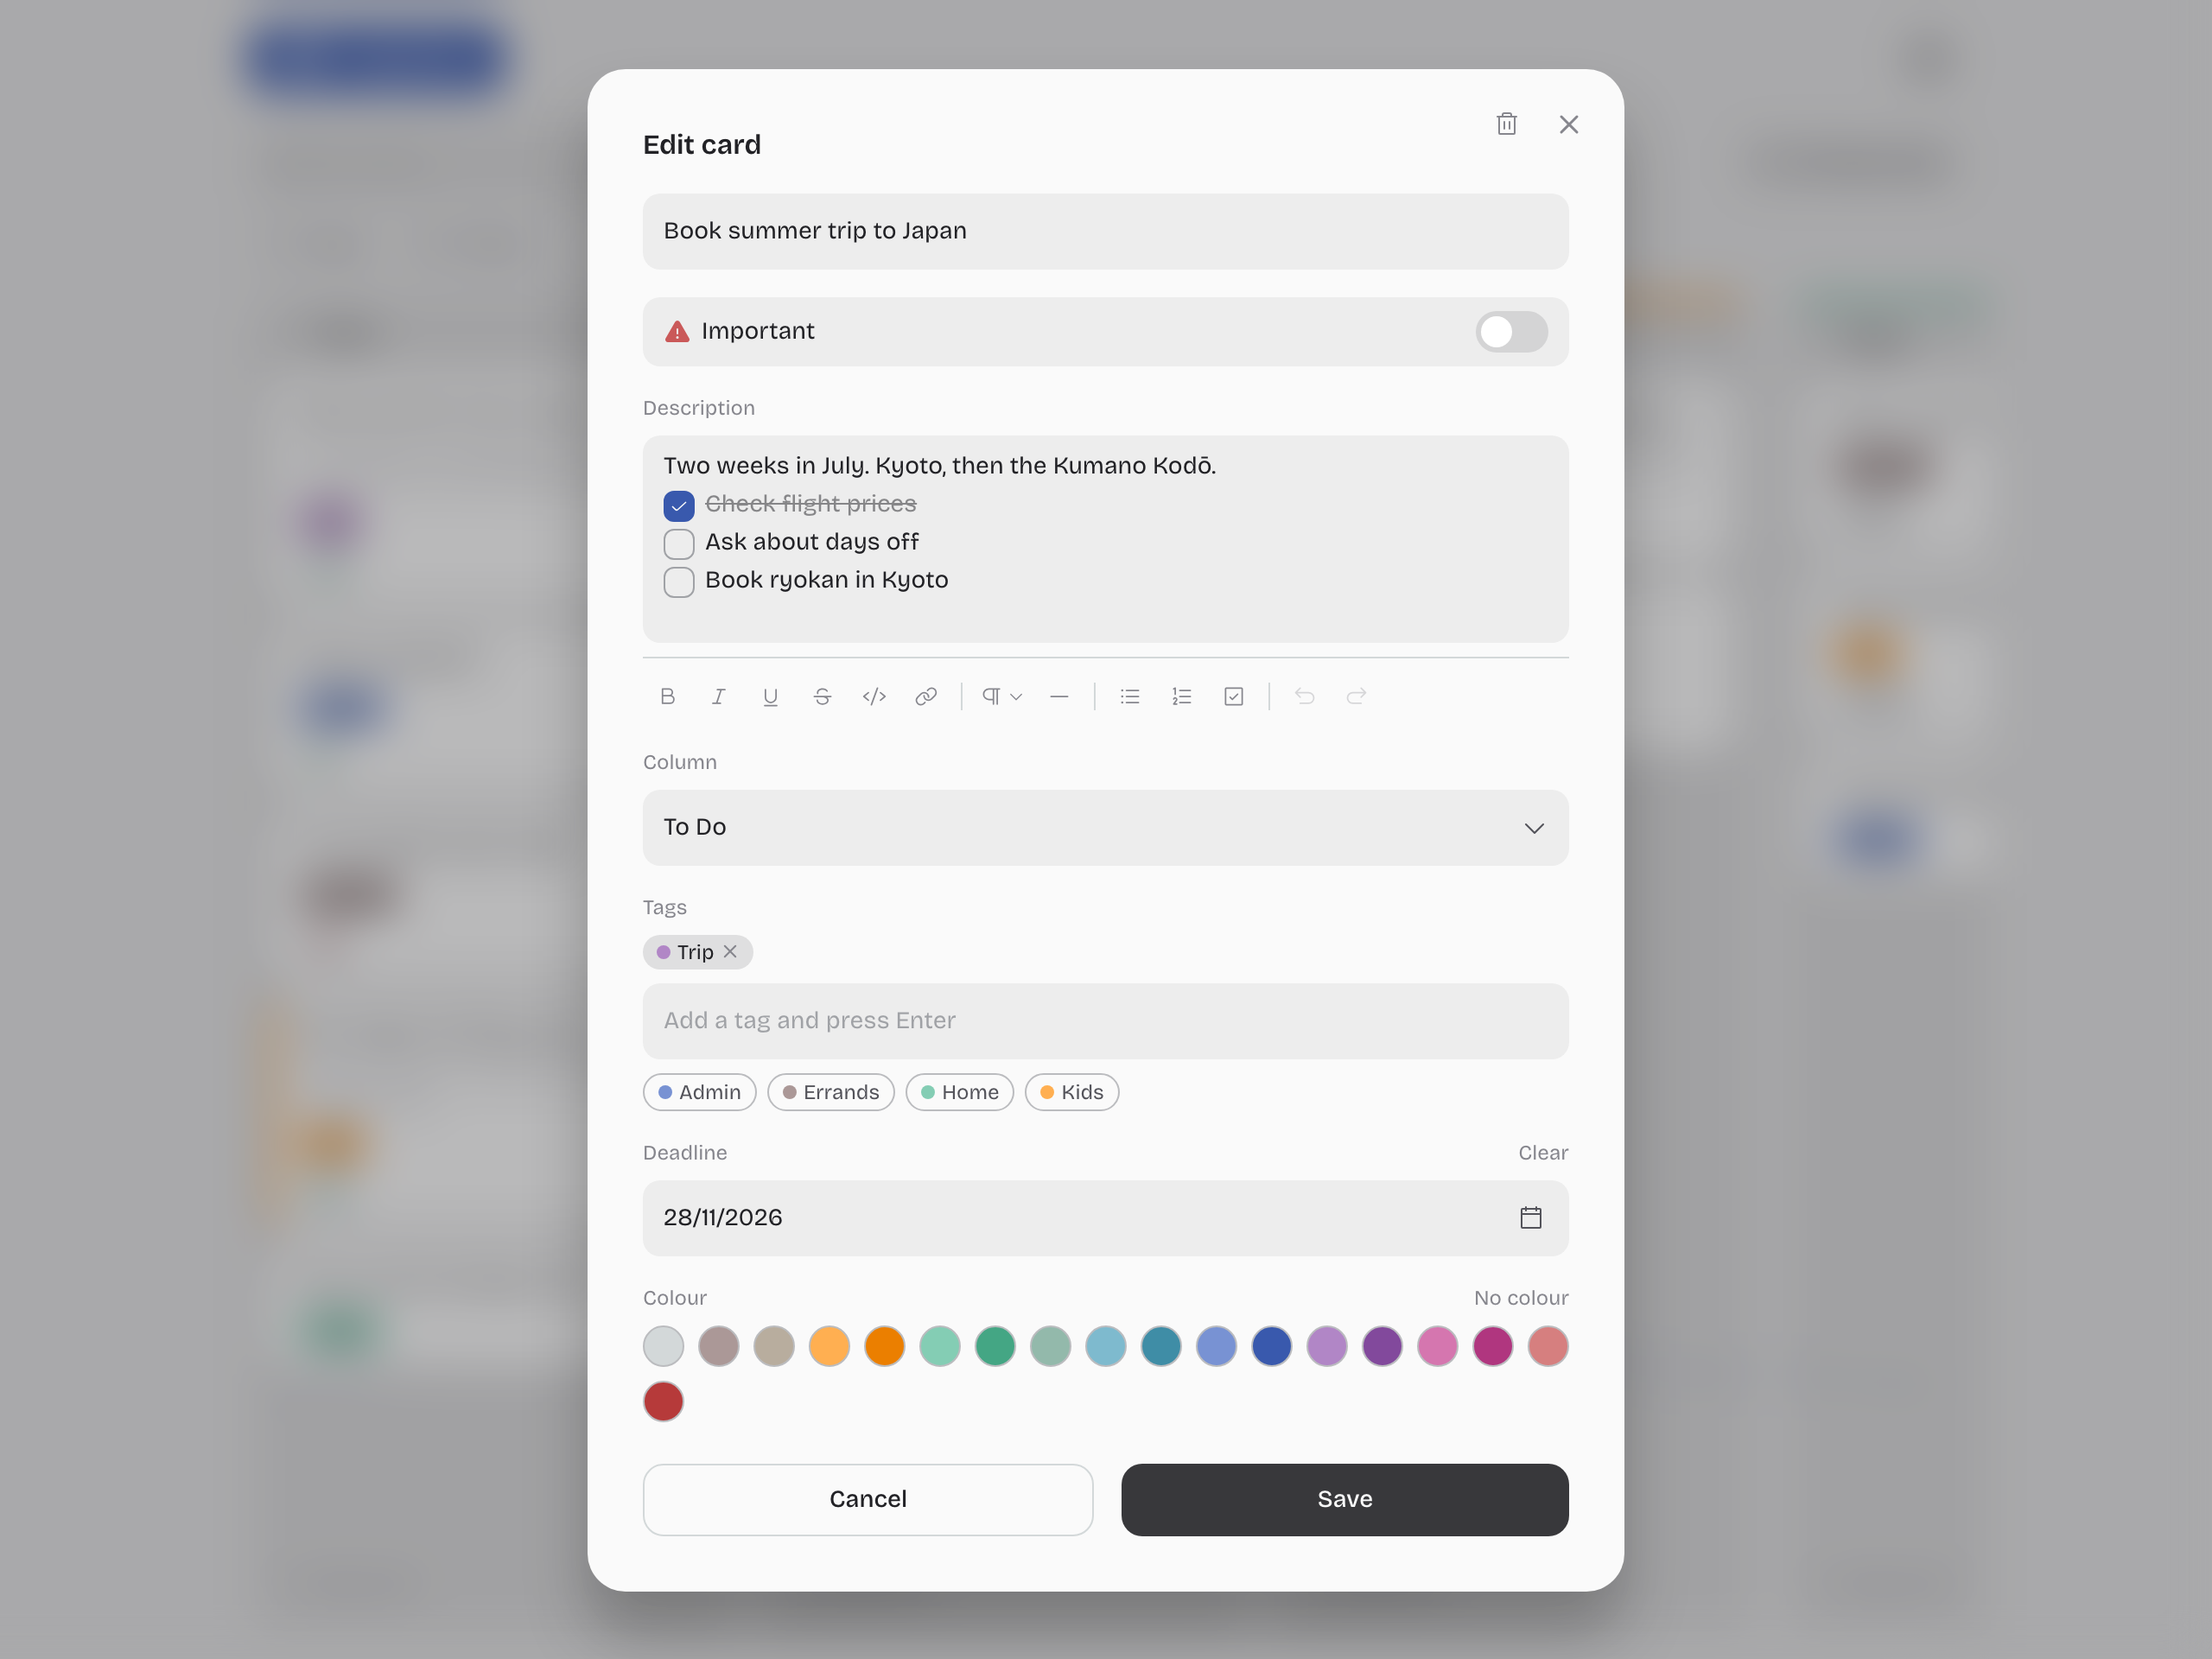 Edit card
Book summer trip to Japan
Important
Description
Two weeks in July. Kyoto, then the Kumano Kodō.
Check flight prices
Ask about days off
Book ryokan in Kyoto
Column
To Do
Tags
Trip
Add a tag and press Enter
Admin Errands Home Kids
Deadline Clear
28/11/2026
Colour No colour
Cancel Save